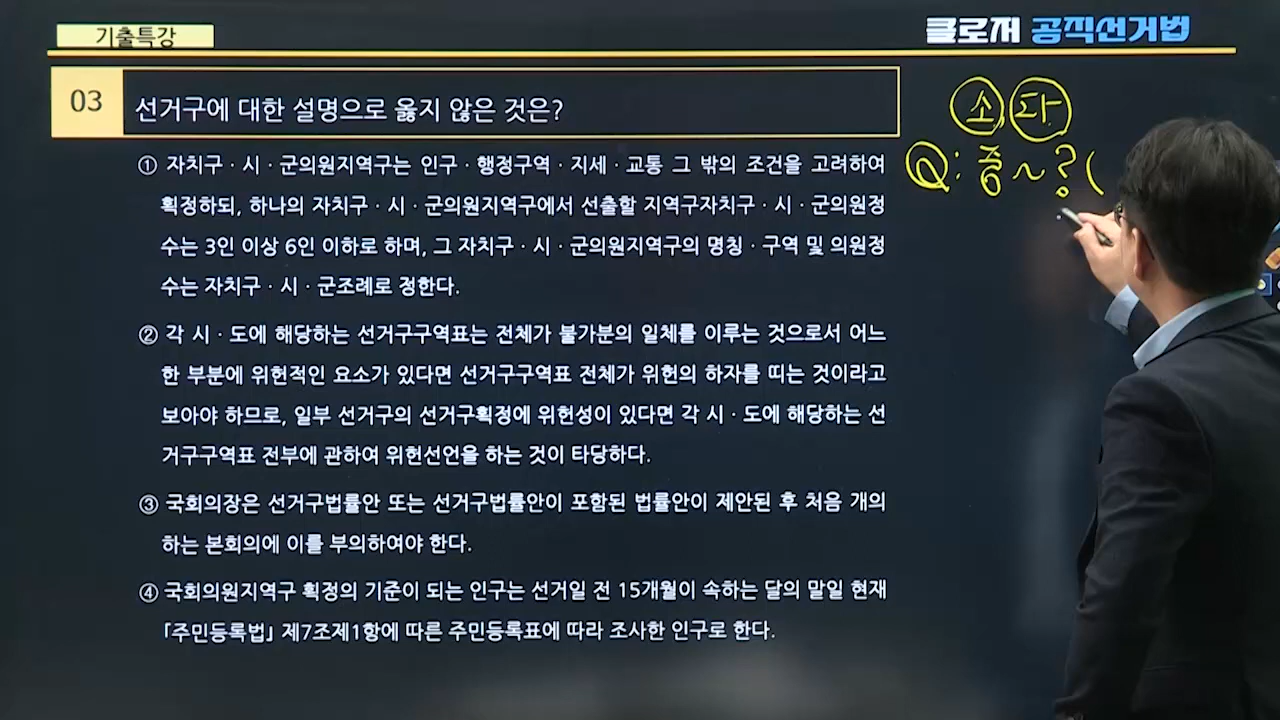 기출특강
클로저 공직선거법
03
선거구에 대한 설명으로 옳지 않은 것은?
소 다
Q: 중~? (
① 자치구ㆍ시ㆍ군의원지역구는 인구ㆍ행정구역ㆍ지세ㆍ교통 그 밖의 조건을 고려하여
획정하되, 하나의 자치구ㆍ시ㆍ군의원지역구에서 선출할 지역구자치구ㆍ시ㆍ군의원정
수는 3인 이상 6인 이하로 하며, 그 자치구ㆍ시ㆍ군의원지역구의 명칭ㆍ구역 및 의원정
수는 자치구ㆍ시ㆍ군조례로 정한다.
② 각 시ㆍ도에 해당하는 선거구구역표는 전체가 불가분의 일체를 이루는 것으로서 어느
한 부분에 위헌적인 요소가 있다면 선거구구역표 전체가 위헌의 하자를 띠는 것이라고
보아야 하므로, 일부 선거구의 선거구획정에 위헌성이 있다면 각 시ㆍ도에 해당하는 선
거구구역표 전부에 관하여 위헌선언을 하는 것이 타당하다.
③ 국회의장은 선거구법률안 또는 선거구법률안이 포함된 법률안이 제안된 후 처음 개의
하는 본회의에 이를 부의하여야 한다.
④ 국회의원지역구 획정의 기준이 되는 인구는 선거일 전 15개월이 속하는 달의 말일 현재
「주민등록법」 제7조제1항에 따른 주민등록표에 따라 조사한 인구로 한다.